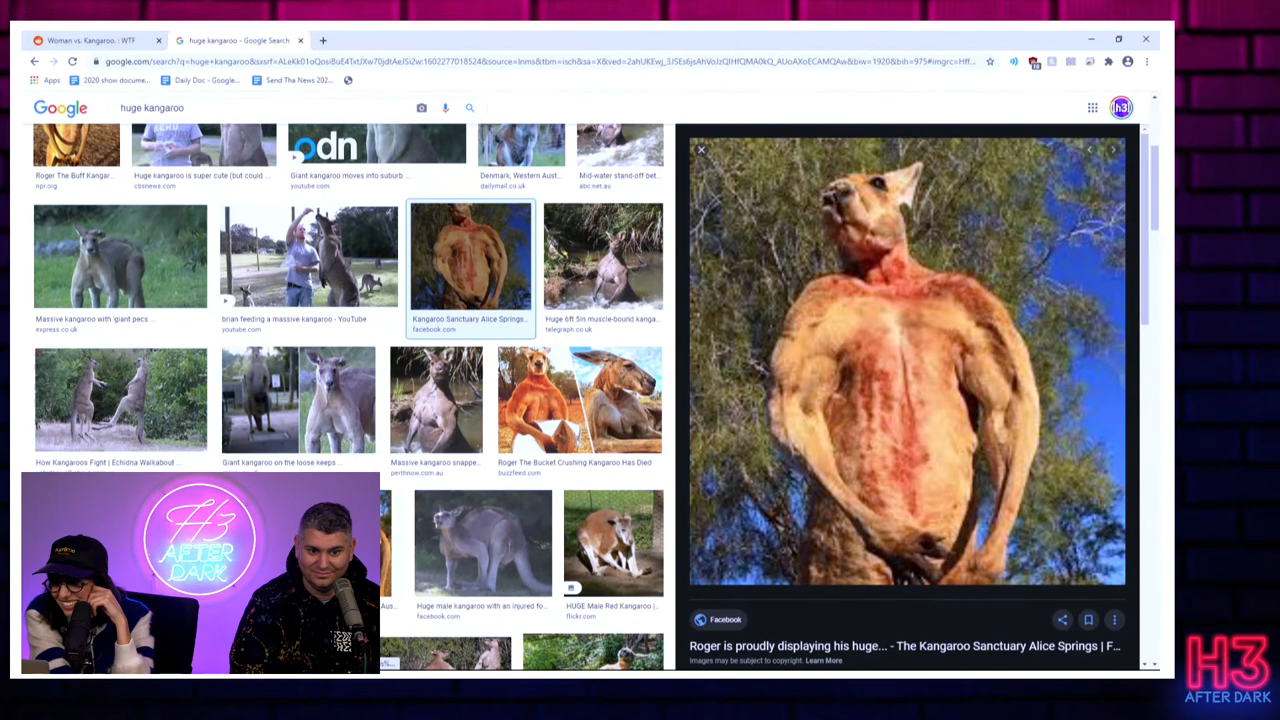 Woman vs. Kangaroo. : WTF
huge kangaroo - Google Search
2020 show docume...
Apps
Daily Doc - Google...
Send Tha News 202...
Google
huge kangaroo
h3
odn
Roger The Buff Kangar...
Huge kangaroo is super cute (but could ...
Giant kangaroo moves into suburb ...
Denmark, Western Aust...
Mid-water stand-off bet...
npr.org
cbsnews.com
youtube.com
dailymail.co.uk
abc.net.au
Massive kangaroo with 'giant pecs ...
brian feeding a massive kangaroo - YouTube
Kangaroo Sanctuary Alice Springs...
Huge 6ft 5in muscle-bound kanga...
express.co.uk
youtube.com
facebook.com
telegraph.co.uk
How Kangaroos Fight | Echidna Walkabout ...
Giant kangaroo on the loose keeps...
Massive kangaroo snappe...
Roger The Bucket Crushing Kangaroo Has Died
perthnow.com.au
buzzfeed.com
Huge male kangaroo with an injured fo...
HUGE Male Red Kangaroo |...
facebook.com
flickr.com
H3
AFTER
DARK
Facebook
Roger is proudly displaying his huge... - The Kangaroo Sanctuary Alice Springs | F...
Images may be subject to copyright. Learn More
H3
AFTER DARK